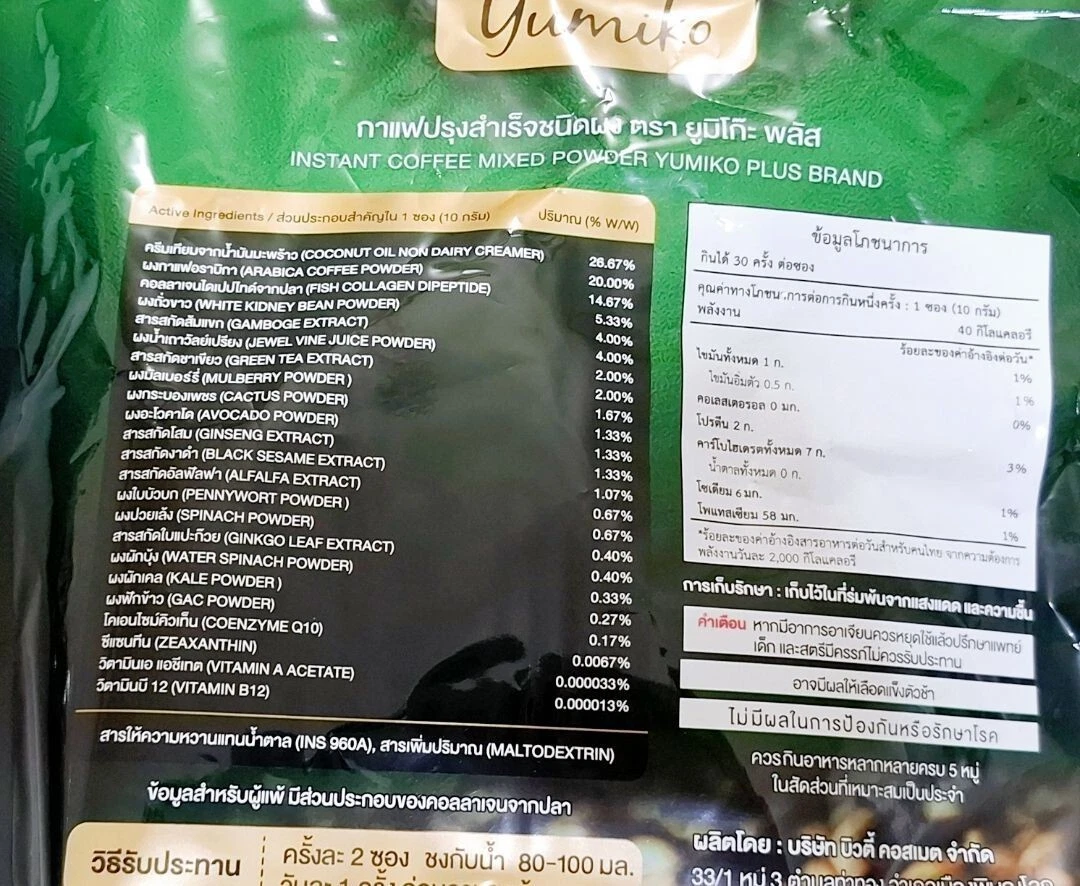 Yumiko
กาแฟปรุงสำเร็จชนิดผง ตรา ยูมิโก๊ะ พลัส
INSTANT COFFEE MIXED POWDER YUMIKO PLUS BRAND
Active Ingredients / ส่วนประกอบสำคัญใน 1 ซอง (10 กรัม) ปริมาณ (% W/W)
ครีมเทียมจากน้ำมันมะพร้าว (COCONUT OIL NON DAIRY CREAMER) 26.67%
ผงกาแฟอราบิกา (ARABICA COFFEE POWDER) 20.00%
คอลลาเจนไดเปปไทด์จากปลา (FISH COLLAGEN DIPEPTIDE) 14.67%
ผงถั่วขาว (WHITE KIDNEY BEAN POWDER) 5.33%
สารสกัดส้มแขก (GAMBOGE EXTRACT) 4.00%
ผงน้ำเถาวัลย์เปรียง (JEWEL VINE JUICE POWDER) 4.00%
สารสกัดชาเขียว (GREEN TEA EXTRACT) 2.00%
ผงมัลเบอร์รี่ (MULBERRY POWDER ) 2.00%
ผงกระบองเพชร (CACTUS POWDER) 1.67%
ผงอะโวคาโด (AVOCADO POWDER) 1.33%
สารสกัดโสม (GINSENG EXTRACT) 1.33%
สารสกัดงาดำ (BLACK SESAME EXTRACT) 1.33%
สารสกัดอัลฟัลฟา (ALFALFA EXTRACT) 1.07%
ผงใบบัวบก (PENNYWORT POWDER ) 0.67%
ผงปวยเล้ง (SPINACH POWDER) 0.67%
สารสกัดใบแปะก๊วย (GINKGO LEAF EXTRACT) 0.40%
ผงผักบุ้ง (WATER SPINACH POWDER) 0.40%
ผงผักเคล (KALE POWDER ) 0.33%
ผงฟักข้าว (GAC POWDER) 0.27%
โคเอนไซม์คิวเท็น (COENZYME Q10) 0.17%
ซีแซนทีน (ZEAXANTHIN) 0.0067%
วิตามินเอ แอซีเทต (VITAMIN A ACETATE) 0.000033%
วิตามินบี 12 (VITAMIN B12) 0.000013%
สารให้ความหวานแทนน้ำตาล (INS 960A), สารเพิ่มปริมาณ (MALTODEXTRIN)
ข้อมูลสำหรับผู้แพ้ มีส่วนประกอบของคอลลาเจนจากปลา
วิธีรับประทาน ครั้งละ 2 ซอง ชงกับน้ำ 80-100 มล.
ข้อมูลโภชนาการ
กินได้ 30 ครั้ง ต่อซอง
คุณค่าทางโภชนาการต่อการกินหนึ่งครั้ง : 1 ซอง (10 กรัม)
พลังงาน 40 กิโลแคลอรี
ร้อยละของค่าอ้างอิงต่อวัน*
ไขมันทั้งหมด 1 ก. 1%
ไขมันอิ่มตัว 0.5 ก. 1%
คอเลสเตอรอล 0 มก. 0%
โปรตีน 2 ก.
คาร์โบไฮเดรตทั้งหมด 7 ก. 3%
น้ำตาลทั้งหมด 0 ก.
โซเดียม 6 มก. 1%
โพแทสเซียม 58 มก. 1%
*ร้อยละของค่าอ้างอิงสารอาหารต่อวันสำหรับคนไทย จากความต้องการ
พลังงานวันละ 2,000 กิโลแคลอรี
การเก็บรักษา : เก็บไว้ในที่ร่มพ้นจากแสงแดด และความชื้น
คำเตือน หากมีอาการอาเจียนควรหยุดใช้แล้วปรึกษาแพทย์
เด็ก และสตรีมีครรภ์ไม่ควรรับประทาน
อาจมีผลให้เลือดแข็งตัวช้า
ไม่มีผลในการป้องกันหรือรักษาโรค
ควรกินอาหารหลากหลายครบ 5 หมู่
ในสัดส่วนที่เหมาะสมเป็นประจำ
ผลิตโดย : บริษัท บิวตี้ คอสเมต จำกัด
33/1 หมู่ 3 ตำบลท่าทอง